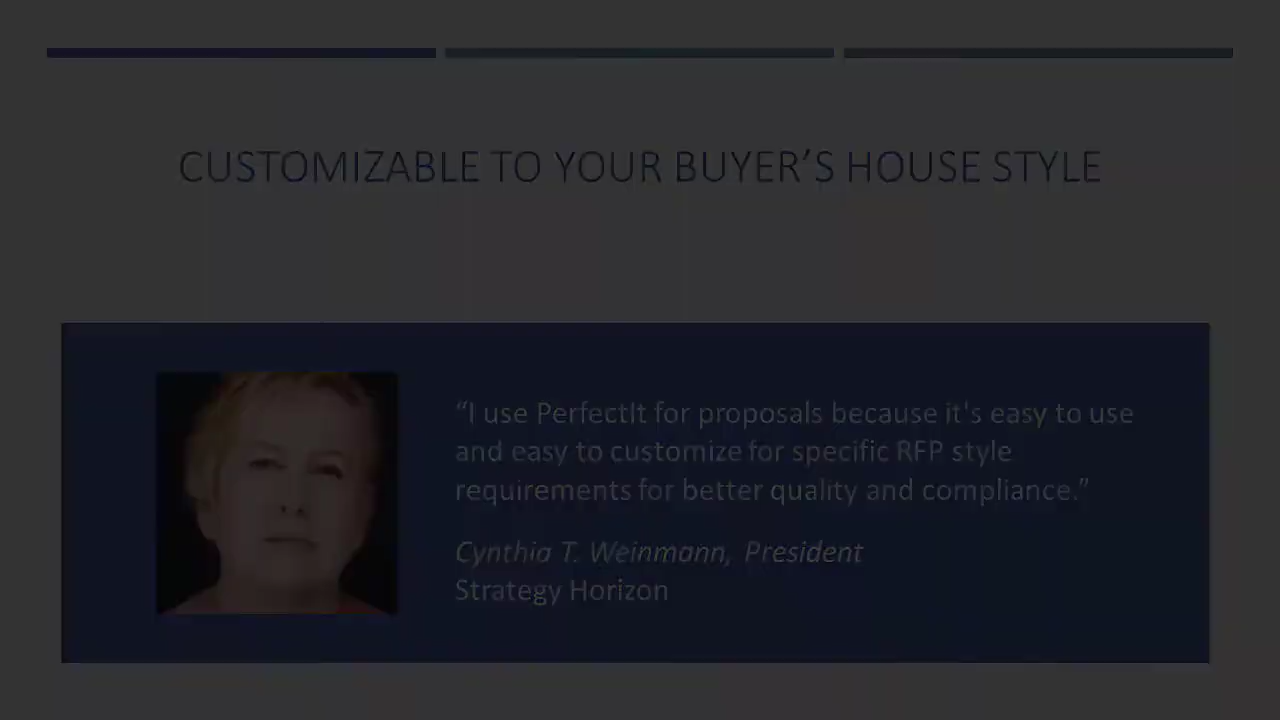 CUSTOMIZABLE TO YOUR BUYER’S HOUSE STYLE
“I use PerfectIt for proposals because it's easy to use
and easy to customize for specific RFP style
requirements for better quality and compliance.”
Cynthia T. Weinmann, President
Strategy Horizon